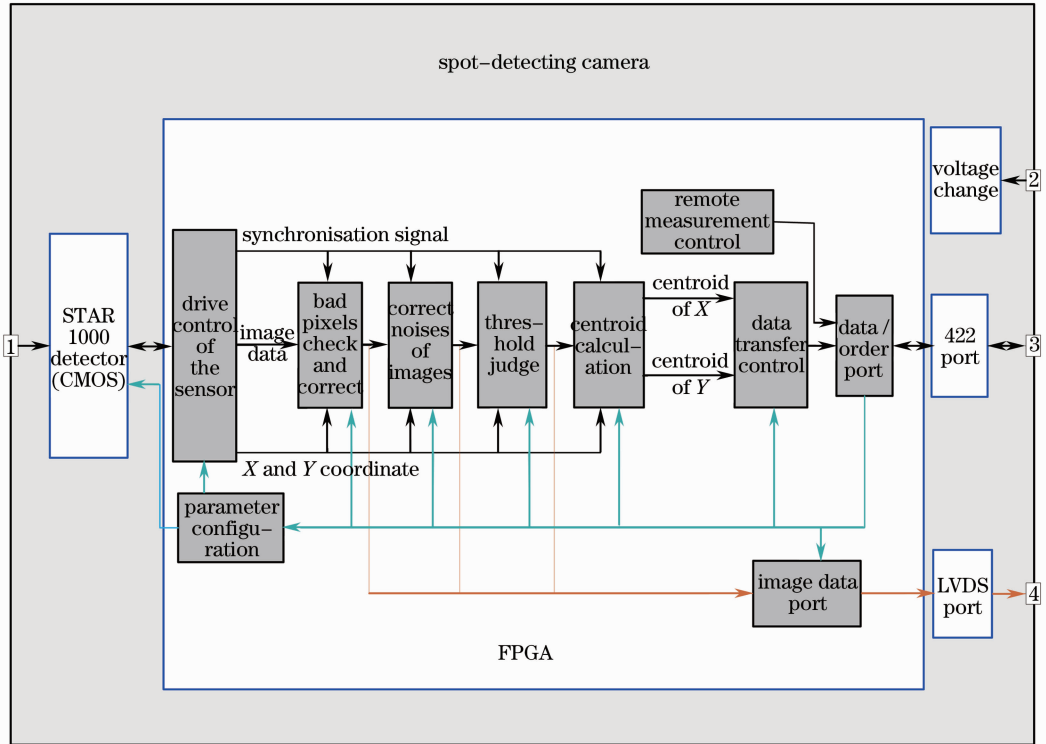 spot-detecting camera
voltage
change
2
remote
measurement
control
synchronisation signal
STAR
1000
detector
(CMOS)
1
drive
control
of
the
sensor
image
data
bad
pixels
check
and
correct
correct
noises
of
images
thres-
hold
judge
centroid
calcul-
ation
centroid
of X
centroid
of Y
data
transfer
control
data /
order
port
422
port
3
X and Y coordinate
parameter
configu-
ration
image data
port
LVDS
port
4
FPGA